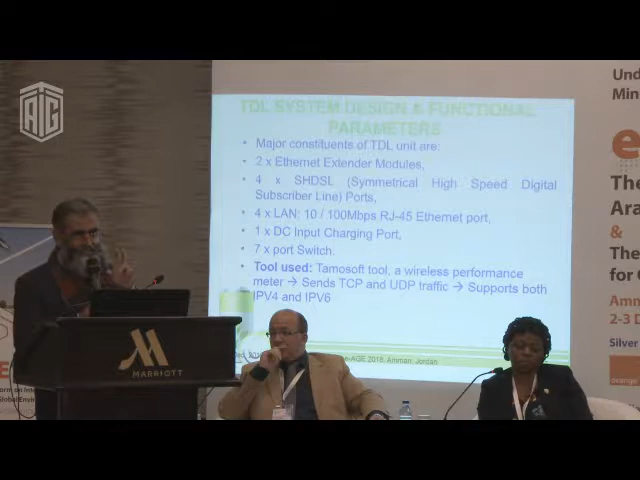 AIG
TDL SYSTEM DESIGN & FUNCTIONAL
PARAMETERS
• Major constituents of TDL unit are:
• 2 x Ethernet Extender Modules,
• 4 x SHDSL (Symmetrical High Speed Digital
Subscriber Line) Ports,
• 4 x LAN: 10 / 100Mbps RJ-45 Ethernet port,
• 1 x DC Input Charging Port,
• 7 x port Switch.
• Tool used: Tamosoft tool, a wireless performance
meter → Sends TCP and UDP traffic → Supports both
IPV4 and IPV6
e-AGE 2018, Amman, Jordan
MARRIOTT
Und
Min
e
The
Ara
&
The
for
Amm
2-3 D
Silver
orange